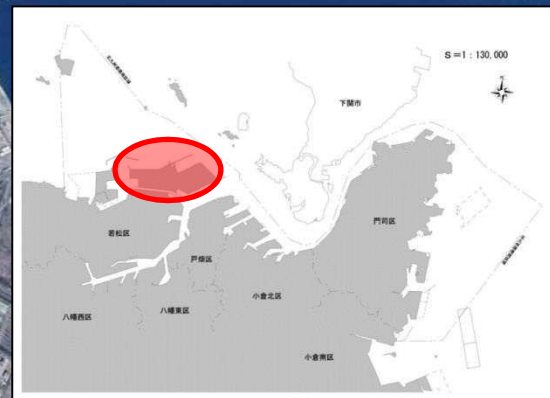 S=1:130,000
下関市
門司区
若松区
戸畑区
小倉北区
八幡西区
八幡東区
小倉南区